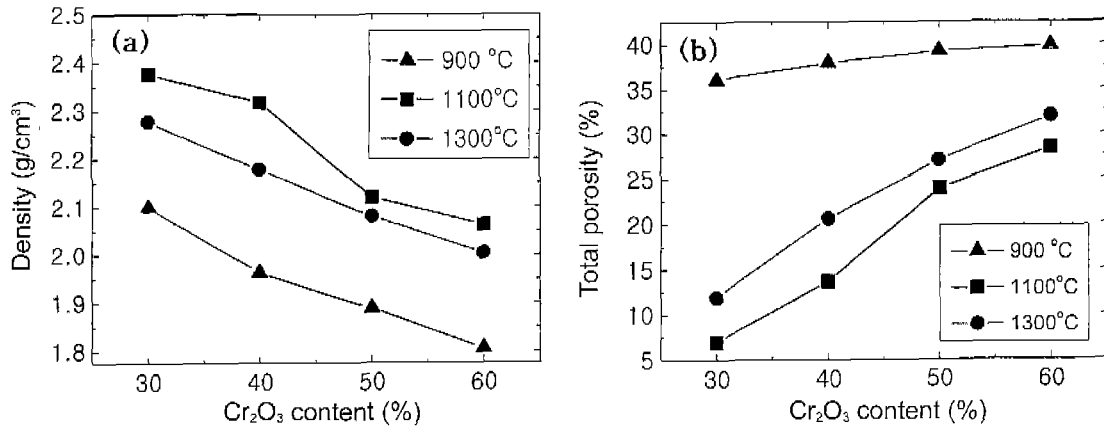 (a)
2.5
2.4
2.3
2.2
2.1
2.0
1.9
1.8
Density (g/cm³)
900 °C
1100°C
1300°C
30 40 50 60
Cr₂O₃ content (%)
(b)
40
35
30
25
20
15
10
5
Total porosity (%)
900 °C
1100°C
1300°C
30 40 50 60
Cr₂O₃ content (%)